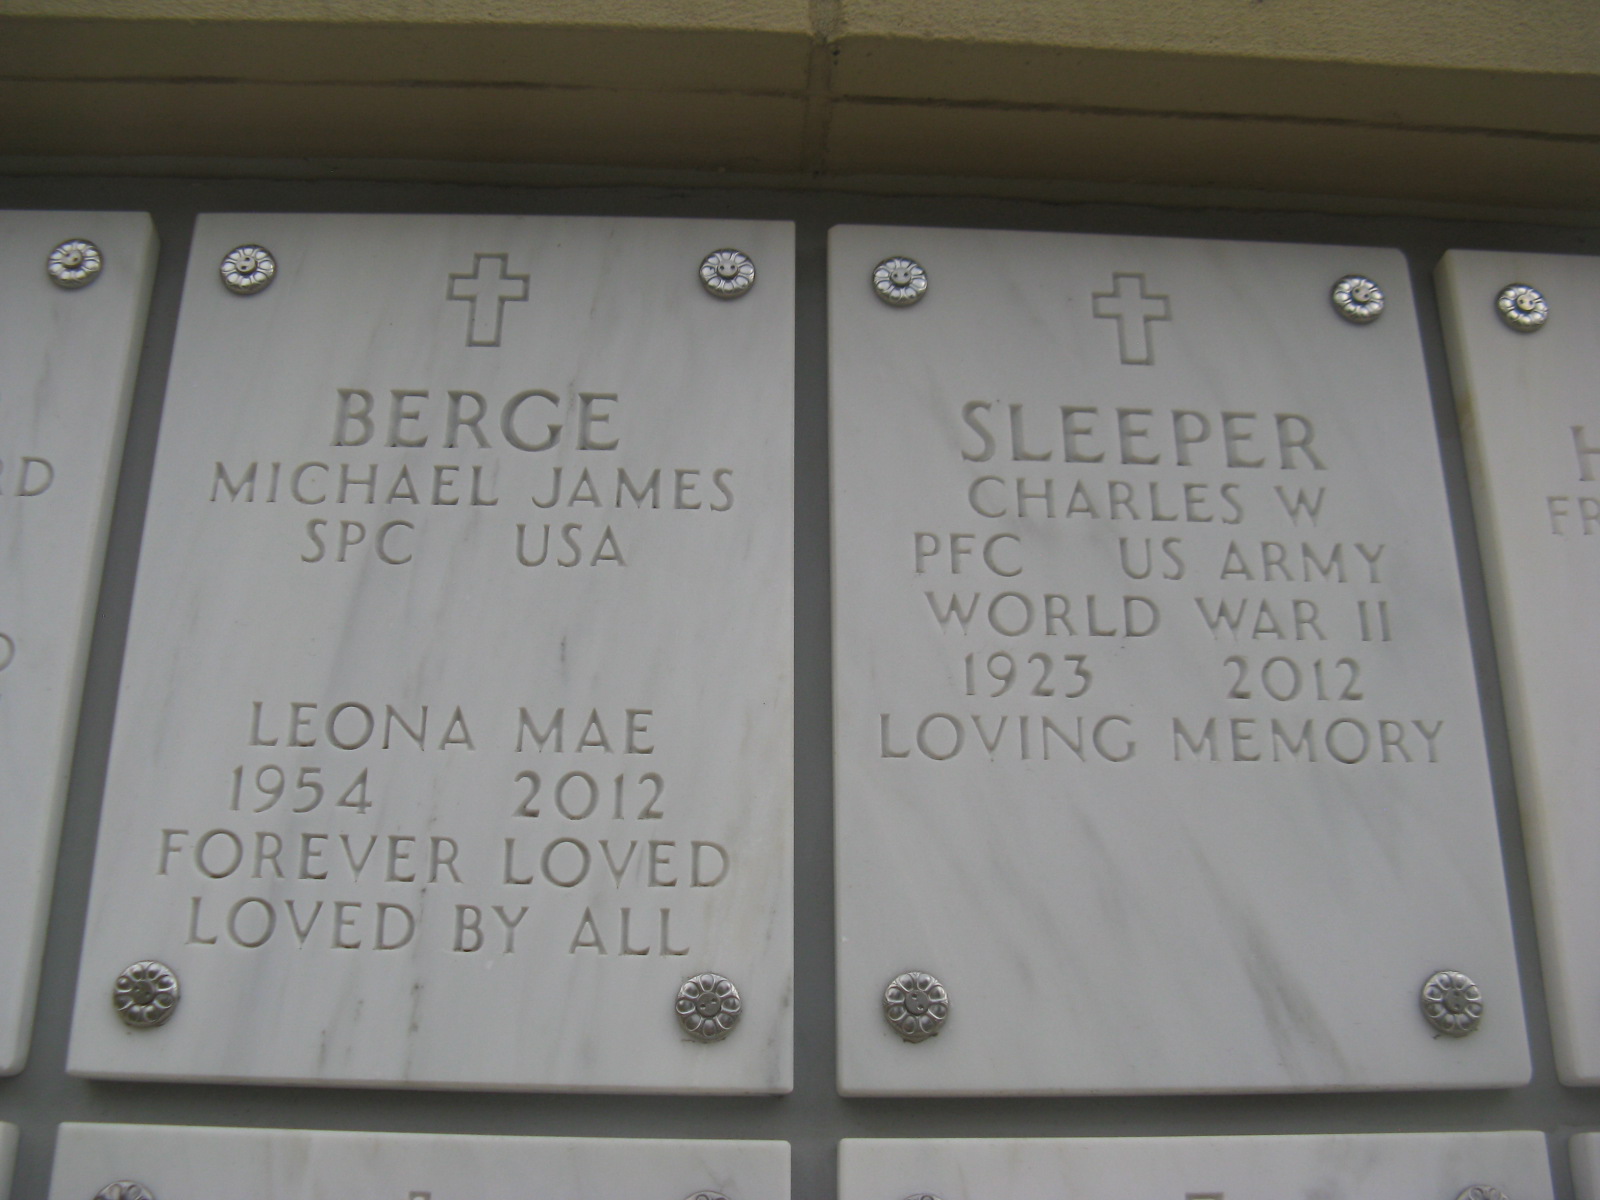 BERGE
MICHAEL JAMES
SPC USA
LEONA MAE
1954 2012
FOREVER LOVED
LOVED BY ALL
SLEEPER
CHARLES W
PFC US ARMY
WORLD WAR II
1923 2012
LOVING MEMORY